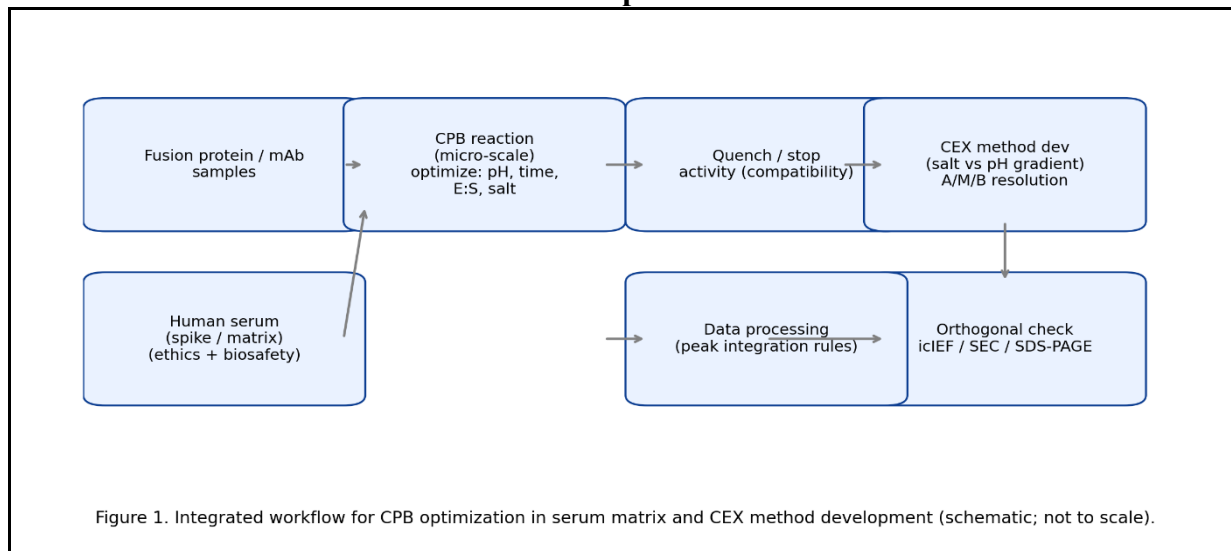 Fusion protein / mAb
samples
CPB reaction
(micro-scale)
optimize: pH, time,
E:S, salt
Quench / stop
activity (compatibility)
CEX method dev
(salt vs pH gradient)
A/M/B resolution
Human serum
(spike / matrix)
(ethics + biosafety)
Data processing
(peak integration rules)
Orthogonal check
icIEF / SEC / SDS-PAGE
Figure 1. Integrated workflow for CPB optimization in serum matrix and CEX method development (schematic; not to scale).